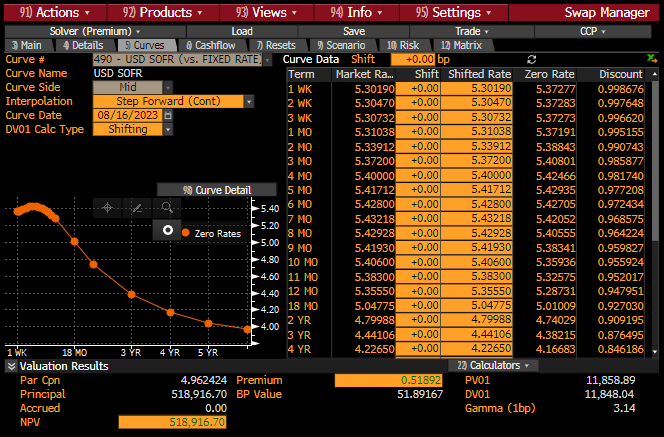 91) Actions 92) Products 93) Views 94) Info 95) Settings Swap Manager
Solver (Premium) Load Save Trade CCP
3) Main 4) Details 5) Curves 6) Cashflow 7) Resets 9) Scenario 10) Risk 12) Matrix
Curve # 490 - USD SOFR (vs. FIXED RATE)
Curve Name USD SOFR
Curve Side Mid
Interpolation Step Forward (Cont)
Curve Date 08/16/2023
DV01 Calc Type Shifting
98) Curve Detail
Zero Rates
5.40
5.20
5.00
4.80
4.60
4.40
4.20
4.00
1 WK 18 MO 3 YR 4 YR 5 YR
Curve Data Shift +0.00 bp
Term Market Ra... Shift Shifted Rate Zero Rate Discount
1 WK 5.30190 +0.00 5.30190 5.37277 0.998676
2 WK 5.30470 +0.00 5.30470 5.37283 0.997648
3 WK 5.30732 +0.00 5.30732 5.37273 0.996620
1 MO 5.31038 +0.00 5.31038 5.37191 0.995155
2 MO 5.33912 +0.00 5.33912 5.38843 0.990743
3 MO 5.37200 +0.00 5.37200 5.40801 0.985877
4 MO 5.40000 +0.00 5.40000 5.42466 0.981740
5 MO 5.41712 +0.00 5.41712 5.42935 0.977208
6 MO 5.42800 +0.00 5.42800 5.42705 0.972434
7 MO 5.43218 +0.00 5.43218 5.42052 0.968575
8 MO 5.42928 +0.00 5.42928 5.40555 0.964224
9 MO 5.41930 +0.00 5.41930 5.38341 0.959827
10 MO 5.40600 +0.00 5.40600 5.35936 0.955924
11 MO 5.38300 +0.00 5.38300 5.32575 0.952017
12 MO 5.35550 +0.00 5.35550 5.28731 0.947951
18 MO 5.04775 +0.00 5.04775 5.01009 0.927030
2 YR 4.79988 +0.00 4.79988 4.74029 0.909195
3 YR 4.44106 +0.00 4.44106 4.38215 0.876495
4 YR 4.22650 +0.00 4.22650 4.16683 0.846186
Valuation Results 22) Calculators
Par Cpn 4.962424 Premium 0.51892 PV01 11,858.89
Principal 518,916.70 BP Value 51.89167 DV01 11,848.04
Accrued 0.00 Gamma (1bp) 3.14
NPV 518,916.70